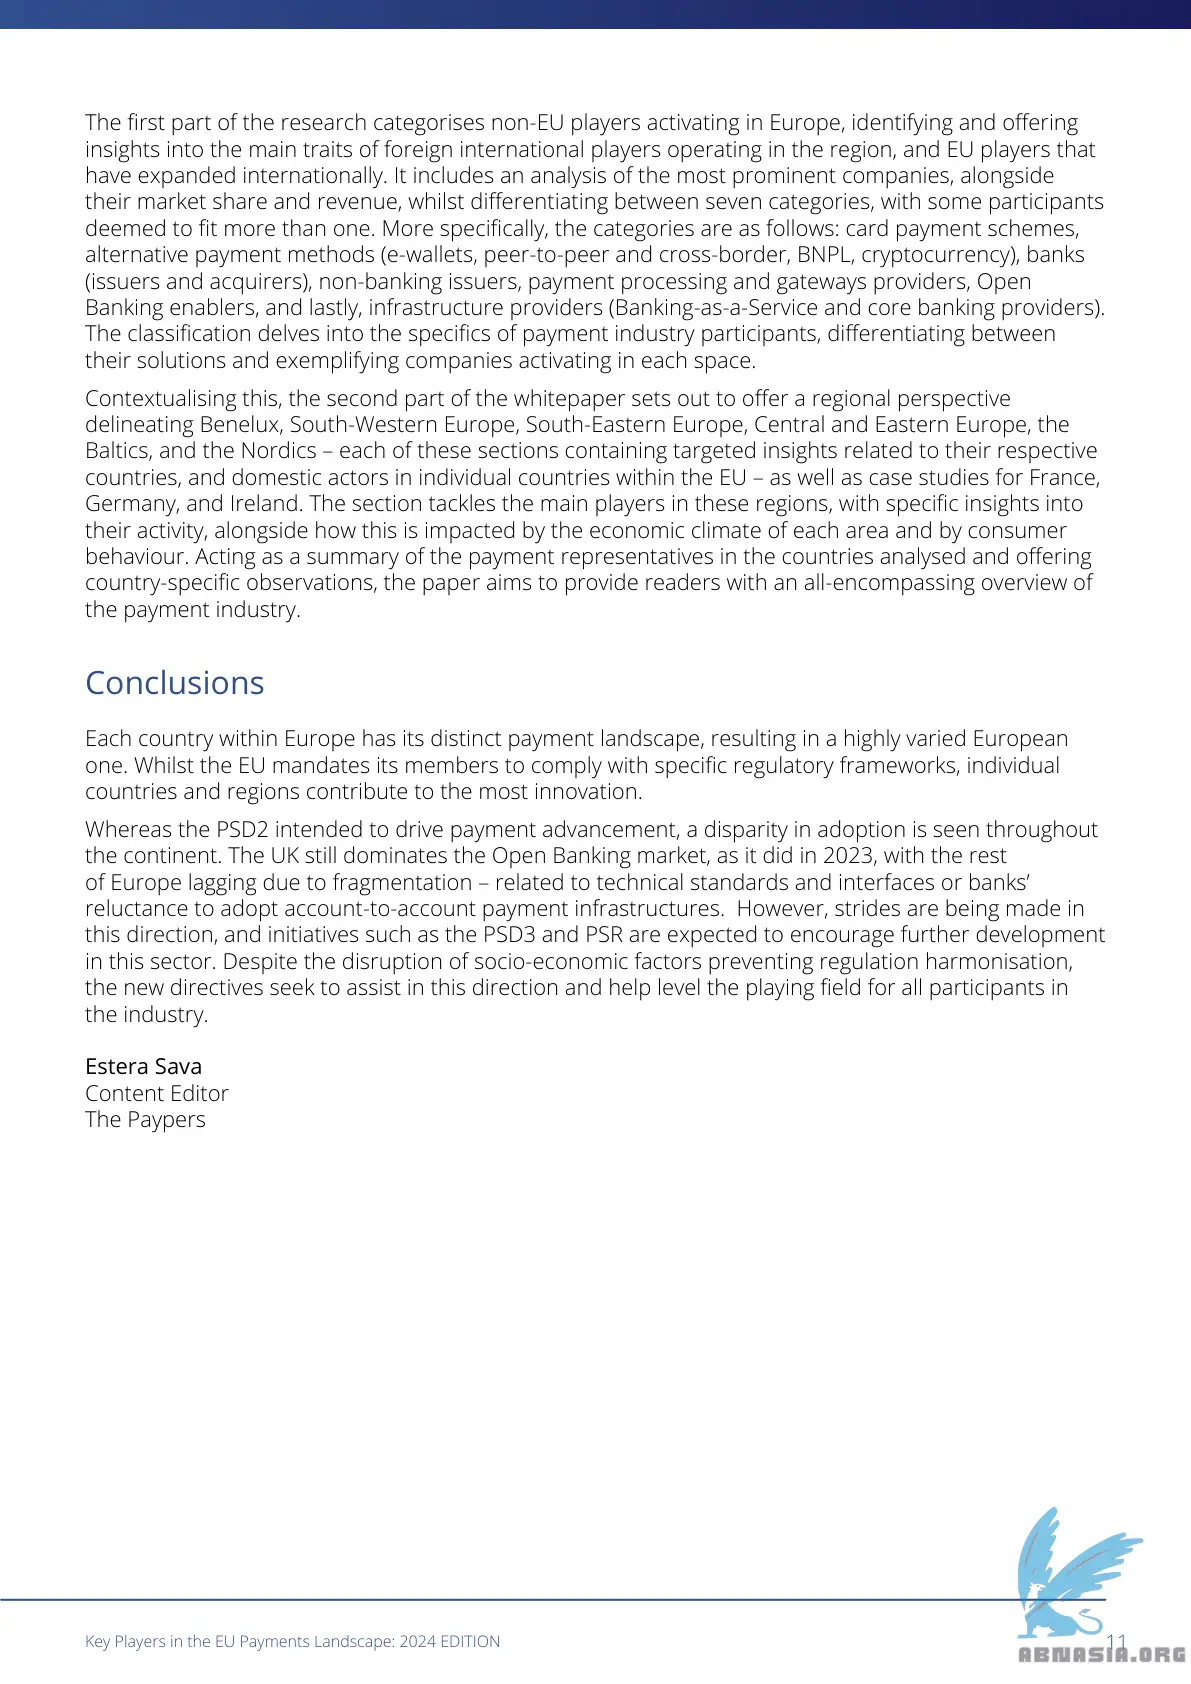 The first part of the research categorises non-EU players activating in Europe, identifying and offering
insights into the main traits of foreign international players operating in the region, and EU players that
have expanded internationally. It includes an analysis of the most prominent companies, alongside
their market share and revenue, whilst differentiating between seven categories, with some participants
deemed to fit more than one. More specifically, the categories are as follows: card payment schemes,
alternative payment methods (e-wallets, peer-to-peer and cross-border, BNPL, cryptocurrency), banks
(issuers and acquirers), non-banking issuers, payment processing and gateways providers, Open
Banking enablers, and lastly, infrastructure providers (Banking-as-a-Service and core banking providers).
The classification delves into the specifics of payment industry participants, differentiating between
their solutions and exemplifying companies activating in each space.
Contextualising this, the second part of the whitepaper sets out to offer a regional perspective
delineating Benelux, South-Western Europe, South-Eastern Europe, Central and Eastern Europe, the
Baltics, and the Nordics – each of these sections containing targeted insights related to their respective
countries, and domestic actors in individual countries within the EU – as well as case studies for France,
Germany, and Ireland. The section tackles the main players in these regions, with specific insights into
their activity, alongside how this is impacted by the economic climate of each area and by consumer
behaviour. Acting as a summary of the payment representatives in the countries analysed and offering
country-specific observations, the paper aims to provide readers with an all-encompassing overview of
the payment industry.
Conclusions
Each country within Europe has its distinct payment landscape, resulting in a highly varied European
one. Whilst the EU mandates its members to comply with specific regulatory frameworks, individual
countries and regions contribute to the most innovation.
Whereas the PSD2 intended to drive payment advancement, a disparity in adoption is seen throughout
the continent. The UK still dominates the Open Banking market, as it did in 2023, with the rest
of Europe lagging due to fragmentation – related to technical standards and interfaces or banks’
reluctance to adopt account-to-account payment infrastructures.  However, strides are being made in
this direction, and initiatives such as the PSD3 and PSR are expected to encourage further development
in this sector. Despite the disruption of socio-economic factors preventing regulation harmonisation,
the new directives seek to assist in this direction and help level the playing field for all participants in
the industry.
Estera Sava
Content Editor
The Paypers
Key Players in the EU Payments Landscape: 2024 EDITION
11
ABNASIA.ORG